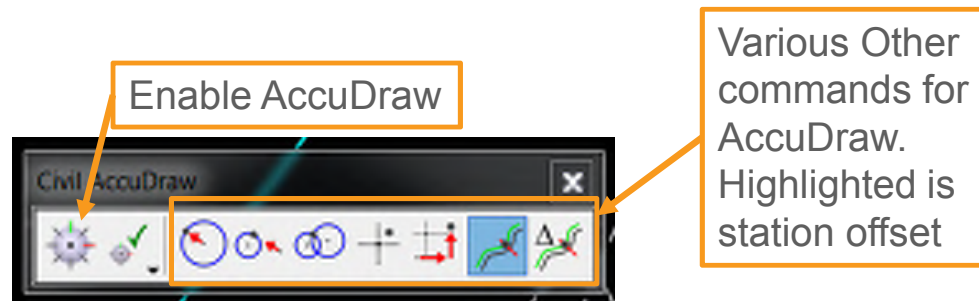 Various Other
commands for
AccuDraw.
Highlighted is
station offset
Enable AccuDraw
Civil AccuDraw